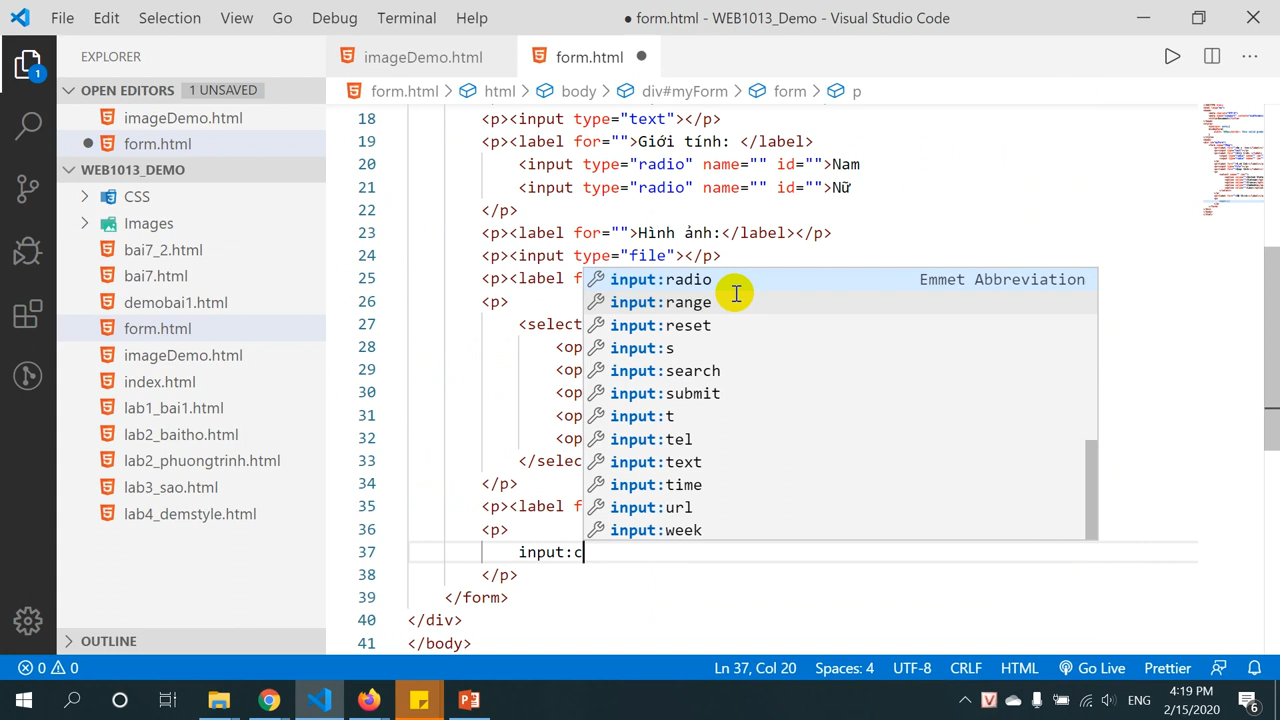 File Edit Selection View Go Debug Terminal Help
● form.html - WEB1013_Demo - Visual Studio Code
EXPLORER
imageDemo.html
form.html
OPEN EDITORS 1 UNSAVED
form.html > html > body > div#myForm > form > p
imageDemo.html
form.html
WEB1013_DEMO
CSS
Images
bai7_2.html
bai7.html
demobai1.html
form.html
imageDemo.html
index.html
lab1_bai1.html
lab2_baitho.html
lab2_phuongtrinh.html
lab3_sao.html
lab4_demstyle.html
OUTLINE
1
18 <p><input type="text"></p>
19 <p><label for="">Giới tính: </label>
20 <input type="radio" name="" id="">Nam
21 <input type="radio" name="" id="">Nữ
22 </p>
23 <p><label for="">Hình ảnh:</label></p>
24 <p><input type="file"></p>
25 <p><label f
26 <p>
27 <select
28 <op
29 <op
30 <op
31 <op
32 <op
33 </selec
34 </p>
35 <p><label f
36 <p>
37 input:c
38 </p>
39 </form>
40 </div>
41 </body>
input:radio Emmet Abbreviation
input:range
input:reset
input:s
input:search
input:submit
input:t
input:tel
input:text
input:time
input:url
input:week
0 0
Ln 37, Col 20 Spaces: 4 UTF-8 CRLF HTML Go Live Prettier
ENG
4:19 PM
2/15/2020
6